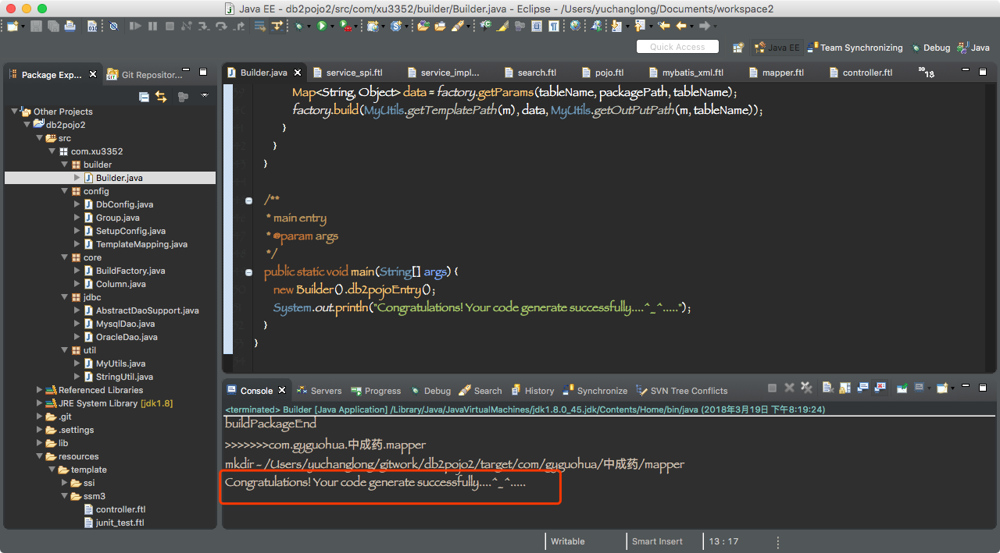 Java EE - db2pojo2/src/com/xu3352/builder/Builder.java - Eclipse - /Users/yuchanglong/Documents/workspace2
Quick Access
Java EE
Team Synchronizing
Debug
Java
Package Exp...
Git Repositor...
Other Projects
db2pojo2
src
com.xu3352
builder
Builder.java
config
DbConfig.java
Group.java
SetupConfig.java
TemplateMapping.java
core
BuildFactory.java
Column.java
jdbc
AbstractDaoSupport.java
MysqlDao.java
OracleDao.java
util
MyUtils.java
StringUtil.java
Referenced Libraries
JRE System Library [jdk1.8]
.git
.settings
lib
resources
template
ssi
ssm3
controller.ftl
junit_test.ftl
Builder.java
service_spi.ftl
service_impl...
search.ftl
pojo.ftl
mybatis_xml.ftl
mapper.ftl
controller.ftl
»13
Map<String, Object> data = factory.getParams(tableName, packagePath, tableName);
factory.build(MyUtils.getTemplatePath(m), data, MyUtils.getOutPutPath(m, tableName));
}
}
}
/**
* main entry
* @param args
*/
public static void main(String[] args) {
new Builder().db2pojoEntry();
System.out.println("Congratulations! Your code generate successfully....^_^.....");
}
}
Console
Servers
Progress
Debug
Search
History
Synchronize
SVN Tree Conflicts
<terminated> Builder [Java Application] /Library/Java/JavaVirtualMachines/jdk1.8.0_45.jdk/Contents/Home/bin/java (2018年3月19日 下午8:19:24)
buildPackageEnd
>>>>>>>com.gyguohua.中成药.mapper
mkdir - /Users/yuchanglong/gitwork/db2pojo2/target/com/gyguohua/中成药/mapper
Congratulations! Your code generate successfully....^_^.....
Writable
Smart Insert
13 : 17